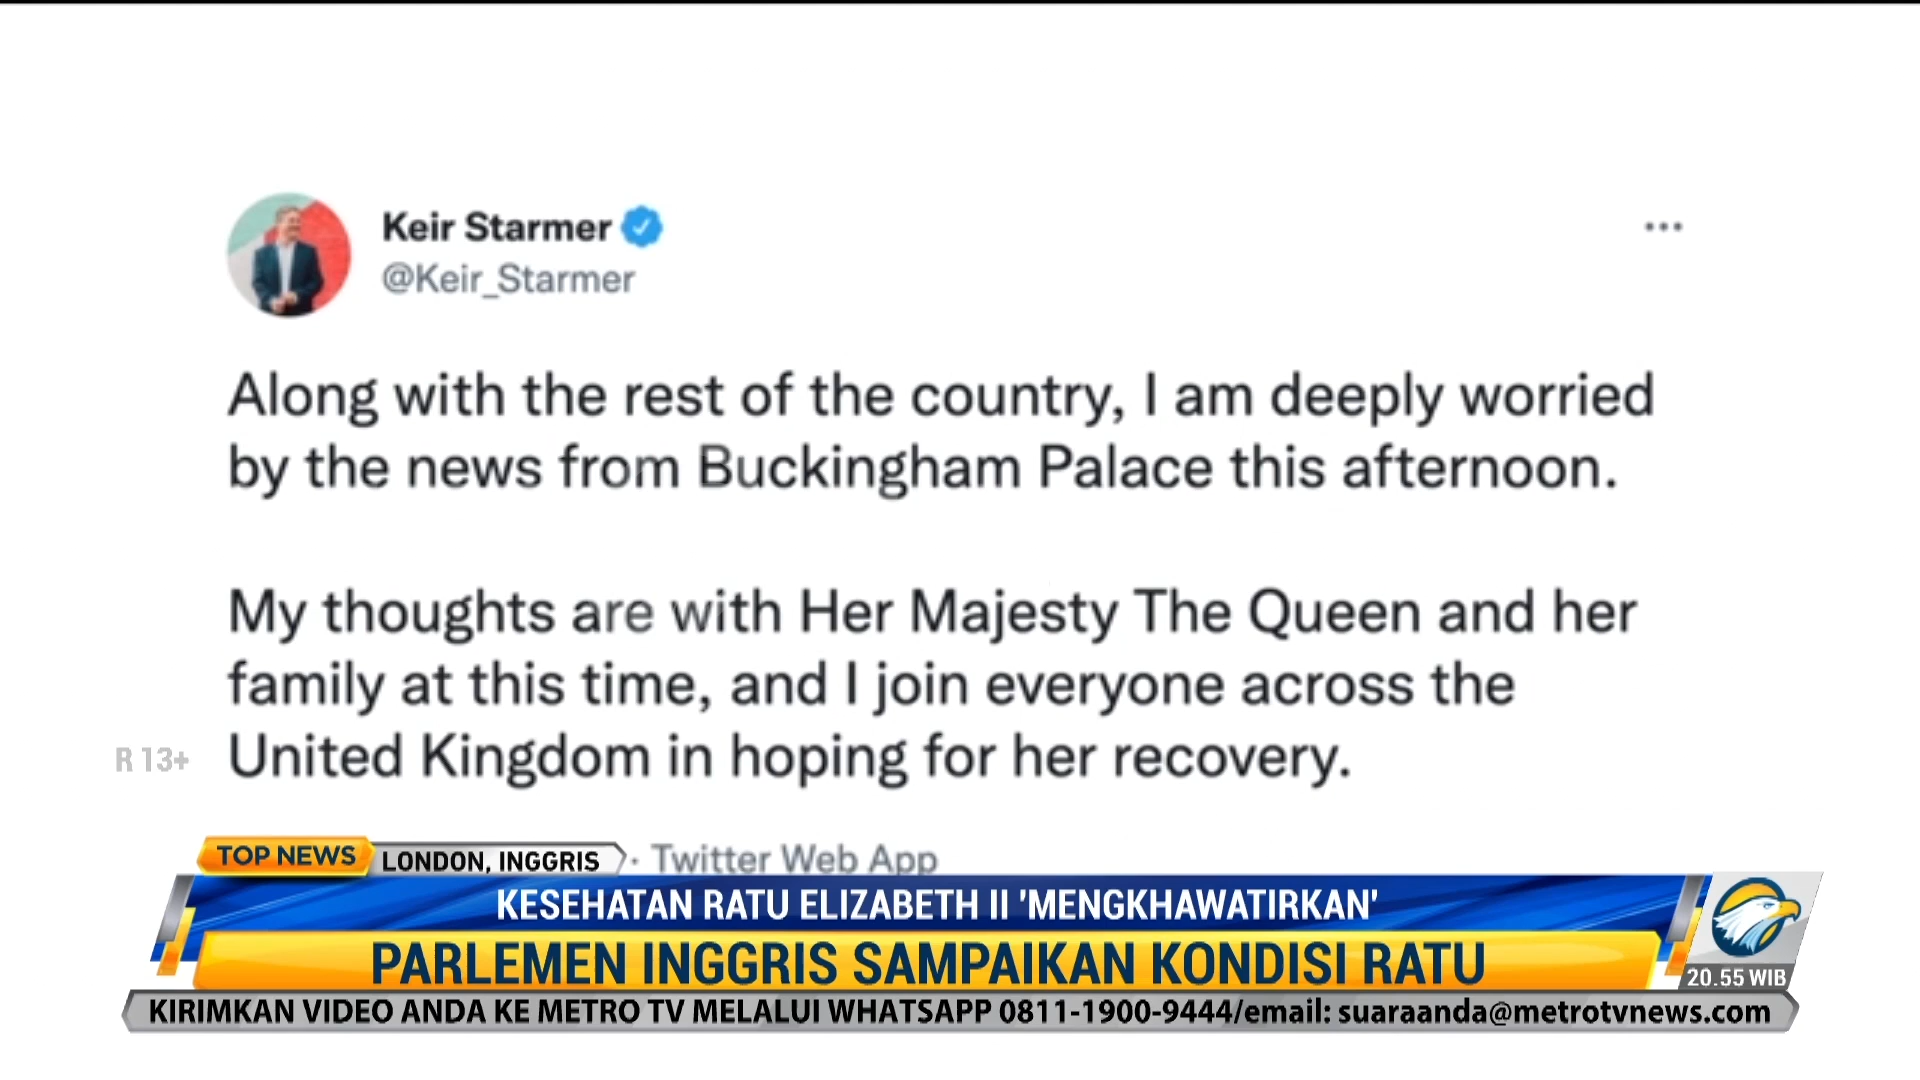 Keir Starmer
@Keir_Starmer
Along with the rest of the country, I am deeply worried
by the news from Buckingham Palace this afternoon.
My thoughts are with Her Majesty The Queen and her
family at this time, and I join everyone across the
United Kingdom in hoping for her recovery.
R 13+
· Twitter Web App
TOP NEWS
LONDON, INGGRIS
KESEHATAN RATU ELIZABETH II 'MENGKHAWATIRKAN'
PARLEMEN INGGRIS SAMPAIKAN KONDISI RATU
20.55 WIB
KIRIMKAN VIDEO ANDA KE METRO TV MELALUI WHATSAPP 0811-1900-9444/email: suaraanda@metrotvnews.com